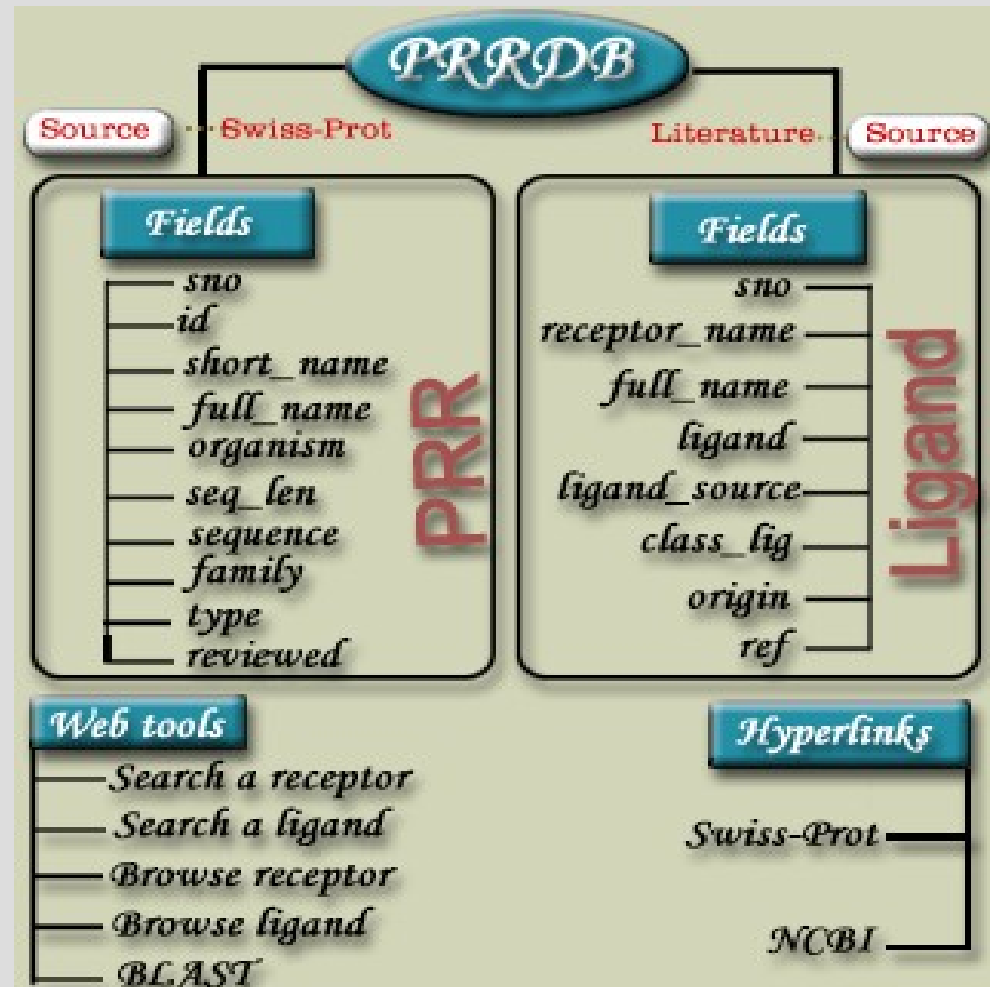 PRRDB
Source Swiss-Prot
Literature Source
Fields
sno
id
short_name
full_name
organism
seq_len
sequence
family
type
reviewed
PRR
Fields
sno
receptor_name
full_name
ligand
ligand_source
class_lig
origin
ref
Ligand
Web tools
Search a receptor
Search a ligand
Browse receptor
Browse ligand
BLAST
Hyperlinks
Swiss-Prot
NCBI